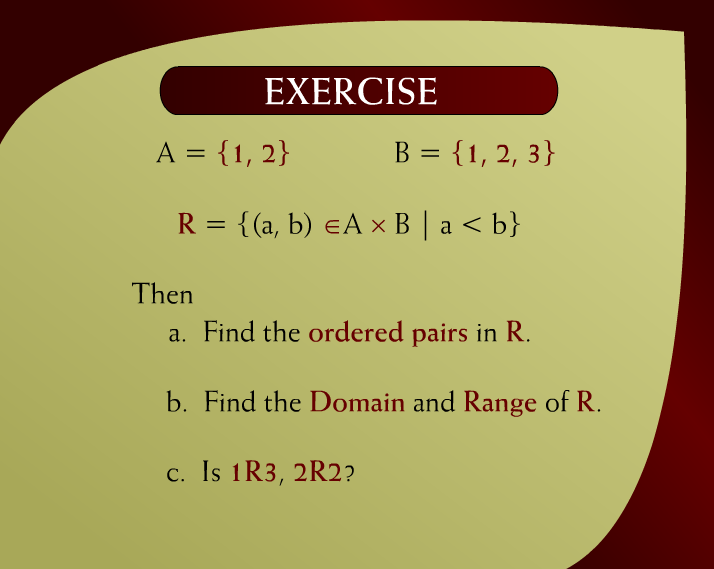 EXERCISE
A = {1, 2} B = {1, 2, 3}
R = {(a, b) ∈A × B | a < b}
Then
a. Find the ordered pairs in R.
b. Find the Domain and Range of R.
c. Is 1R3, 2R2?